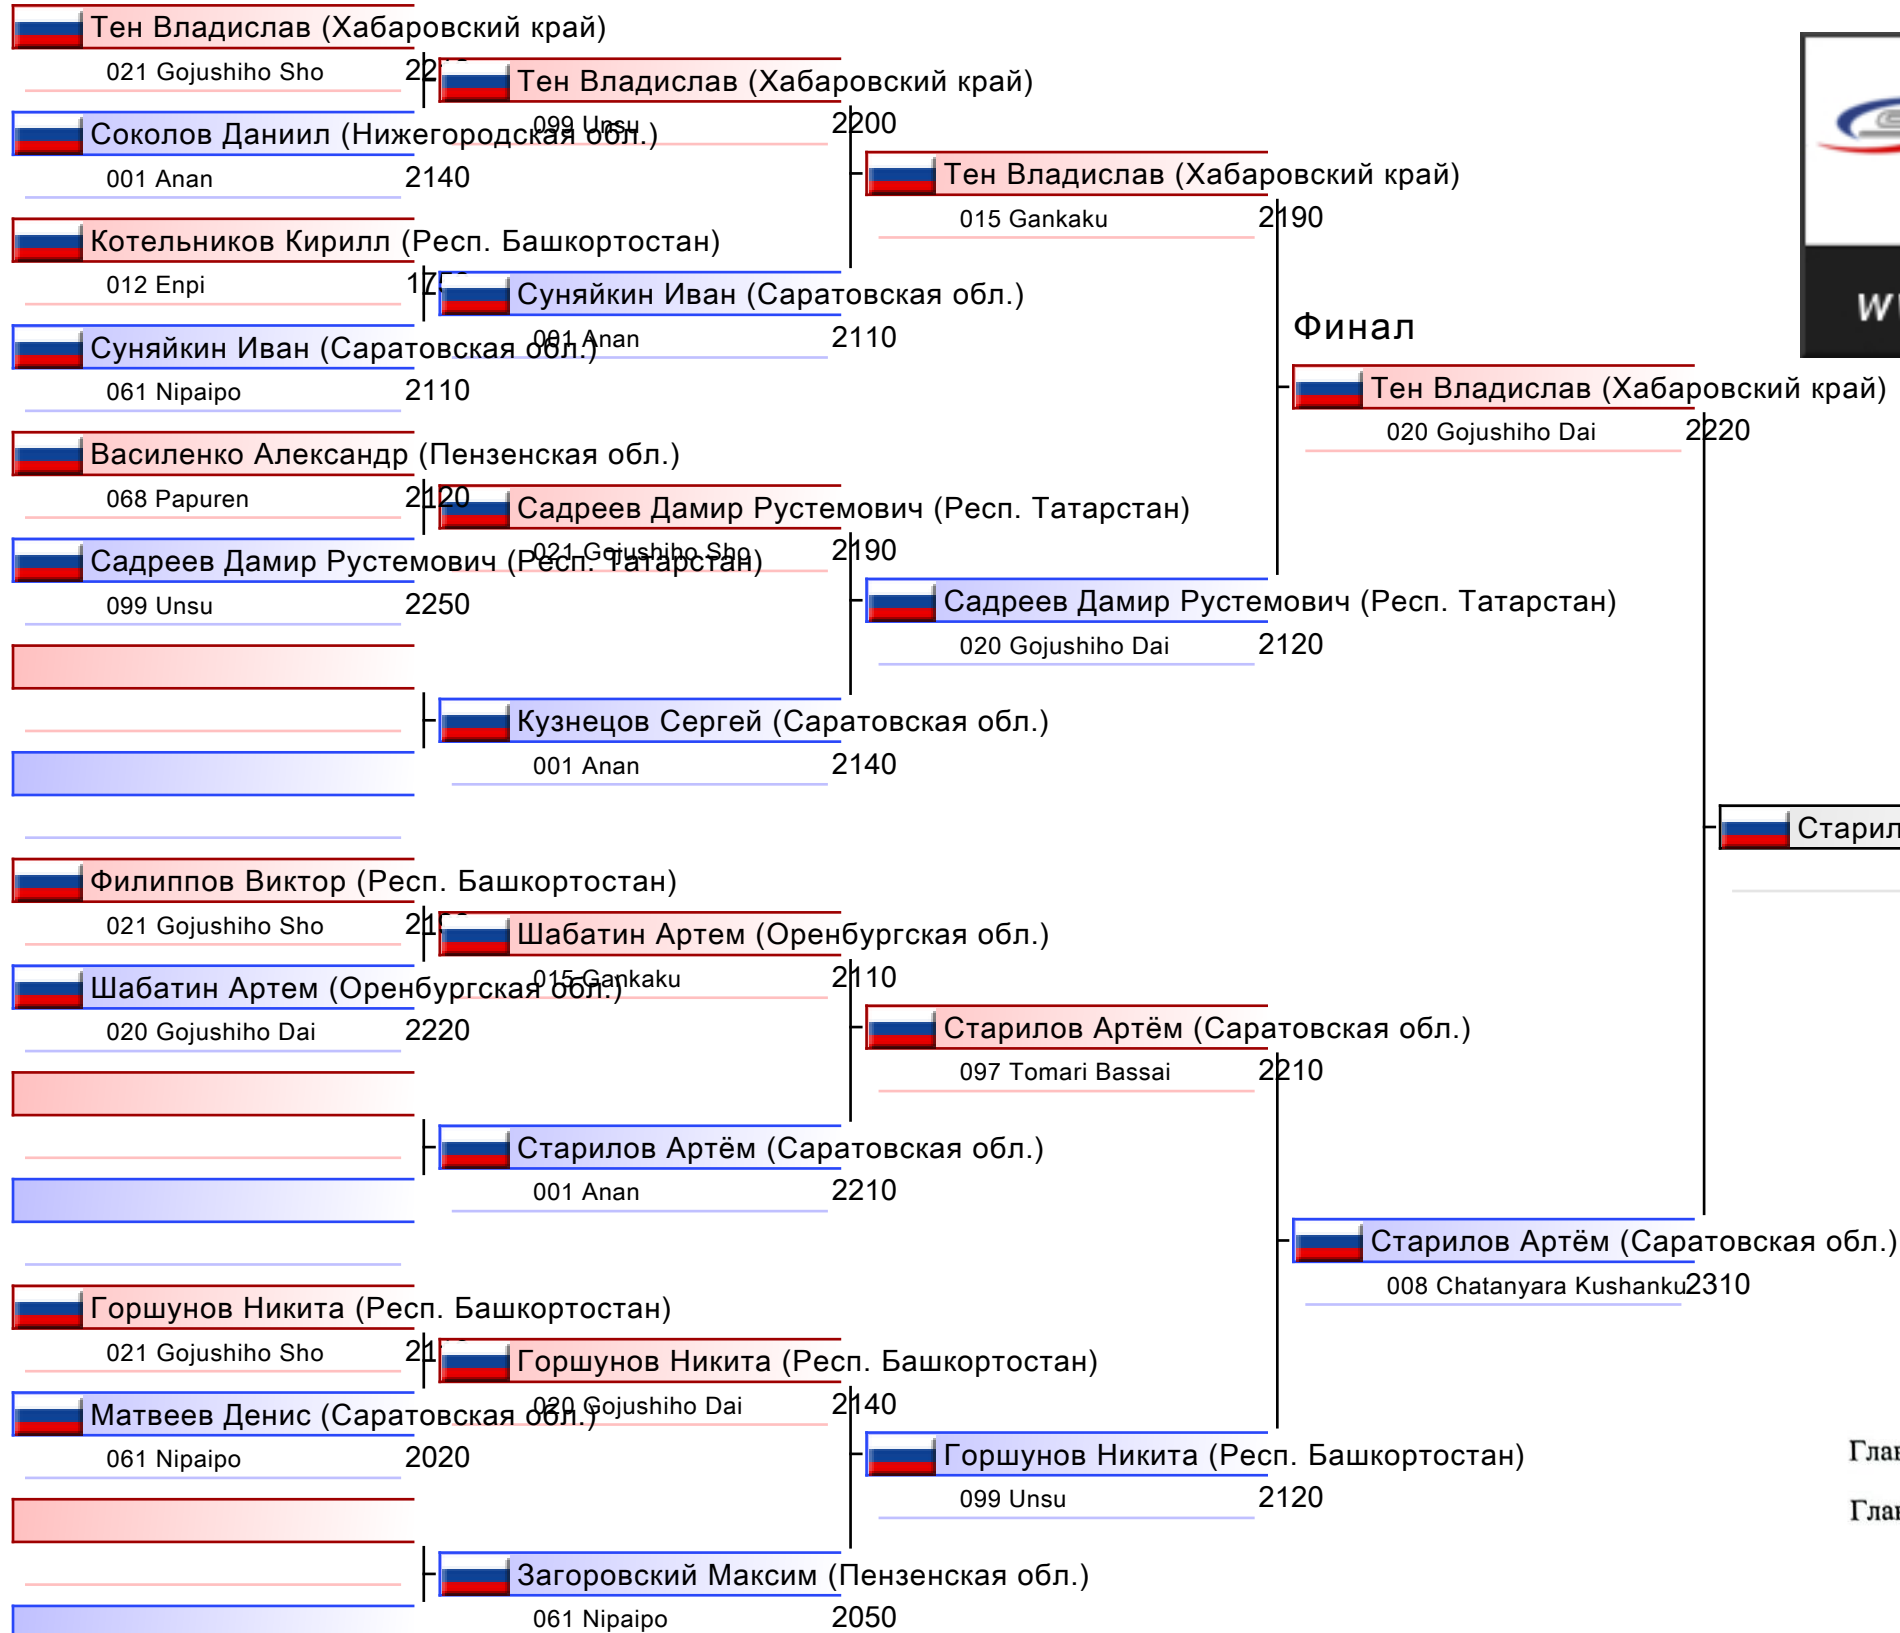 Тен Владислав (Хабаровский край)
021 Gojushiho Sho
Соколов Даниил (Нижегородская обл.)
001 Anan 2140
Котельников Кирилл (Респ. Башкортостан)
012 Enpi
Суняйкин Иван (Саратовская обл.)
061 Nipaipo 2110
Василенко Александр (Пензенская обл.)
068 Papuren 2120
Садреев Дамир Рустемович (Респ. Татарстан)
099 Unsu 2250
Филиппов Виктор (Респ. Башкортостан)
021 Gojushiho Sho
Шабатин Артем (Оренбургская обл.)
020 Gojushiho Dai 2220
Горшунов Никита (Респ. Башкортостан)
021 Gojushiho Sho
Матвеев Денис (Саратовская обл.)
061 Nipaipo 2020
Тен Владислав (Хабаровский край)
099 Unsu 2200
Суняйкин Иван (Саратовская обл.)
001 Anan 2110
Садреев Дамир Рустемович (Респ. Татарстан)
021 Gojushiho Sho 2190
Кузнецов Сергей (Саратовская обл.)
001 Anan 2140
Шабатин Артем (Оренбургская обл.)
015 Gankaku 2110
Старилов Артём (Саратовская обл.)
001 Anan 2210
Горшунов Никита (Респ. Башкортостан)
020 Gojushiho Dai 2140
Загоровский Максим (Пензенская обл.)
061 Nipaipo 2050
Тен Владислав (Хабаровский край)
015 Gankaku 2190
Садреев Дамир Рустемович (Респ. Татарстан)
020 Gojushiho Dai 2120
Старилов Артём (Саратовская обл.)
097 Tomari Bassai 2210
Горшунов Никита (Респ. Башкортостан)
099 Unsu 2120
Финал
Тен Владислав (Хабаровский край)
020 Gojushiho Dai 2220
Старилов Артём (Саратовская обл.)
008 Chatanyara Kushanku 2310